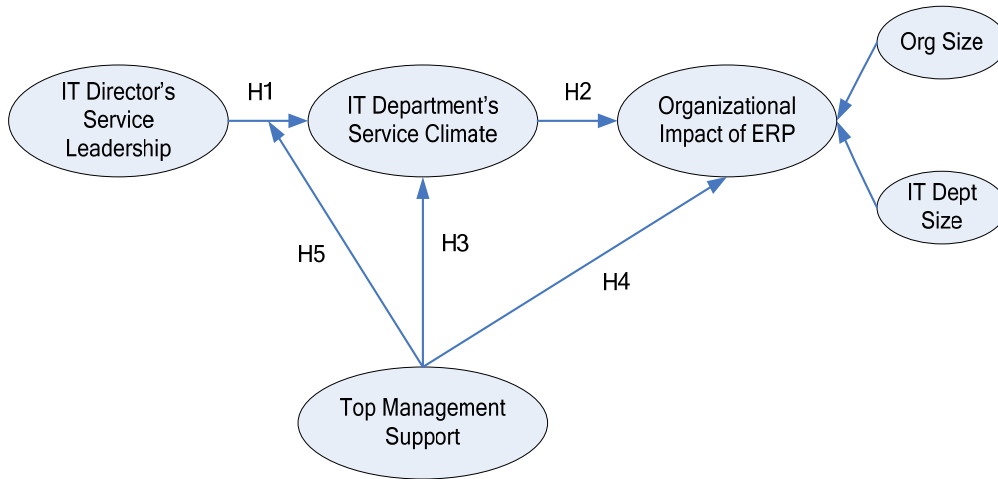 IT Director's
Service
Leadership
H1
IT Department's
Service Climate
H2
Organizational
Impact of ERP
Org Size
IT Dept
Size
H5
H3
H4
Top Management
Support